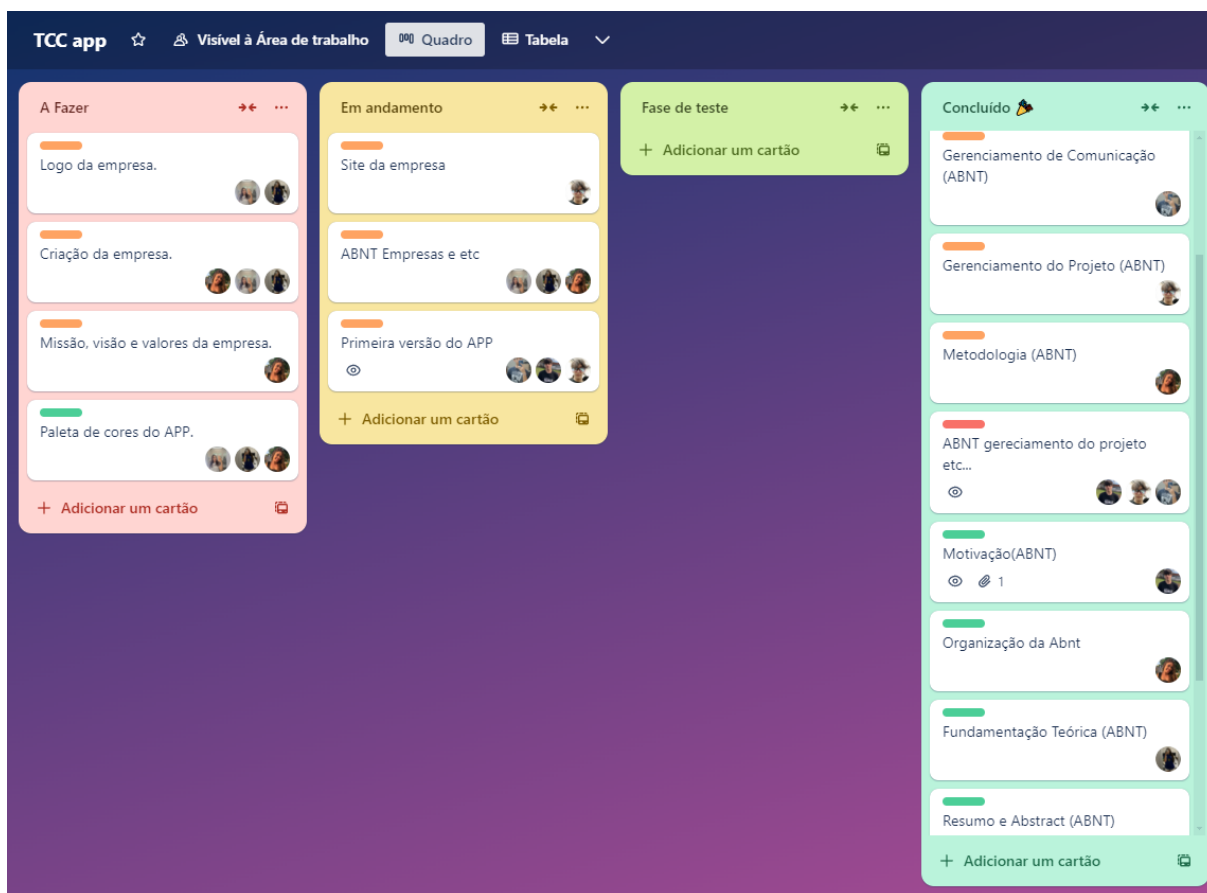 TCC app
Visível à Área de trabalho
Quadro
Tabela
A Fazer
Logo da empresa.
Criação da empresa.
Missão, visão e valores da empresa.
Paleta de cores do APP.
+ Adicionar um cartão
Em andamento
Site da empresa
ABNT Empresas e etc
Primeira versão do APP
+ Adicionar um cartão
Fase de teste
+ Adicionar um cartão
Concluído 🎉
Gerenciamento de Comunicação
(ABNT)
Gerenciamento do Projeto (ABNT)
Metodologia (ABNT)
ABNT gereciamento do projeto
etc...
Motivação(ABNT)
1
Organização da Abnt
Fundamentação Teórica (ABNT)
Resumo e Abstract (ABNT)
+ Adicionar um cartão